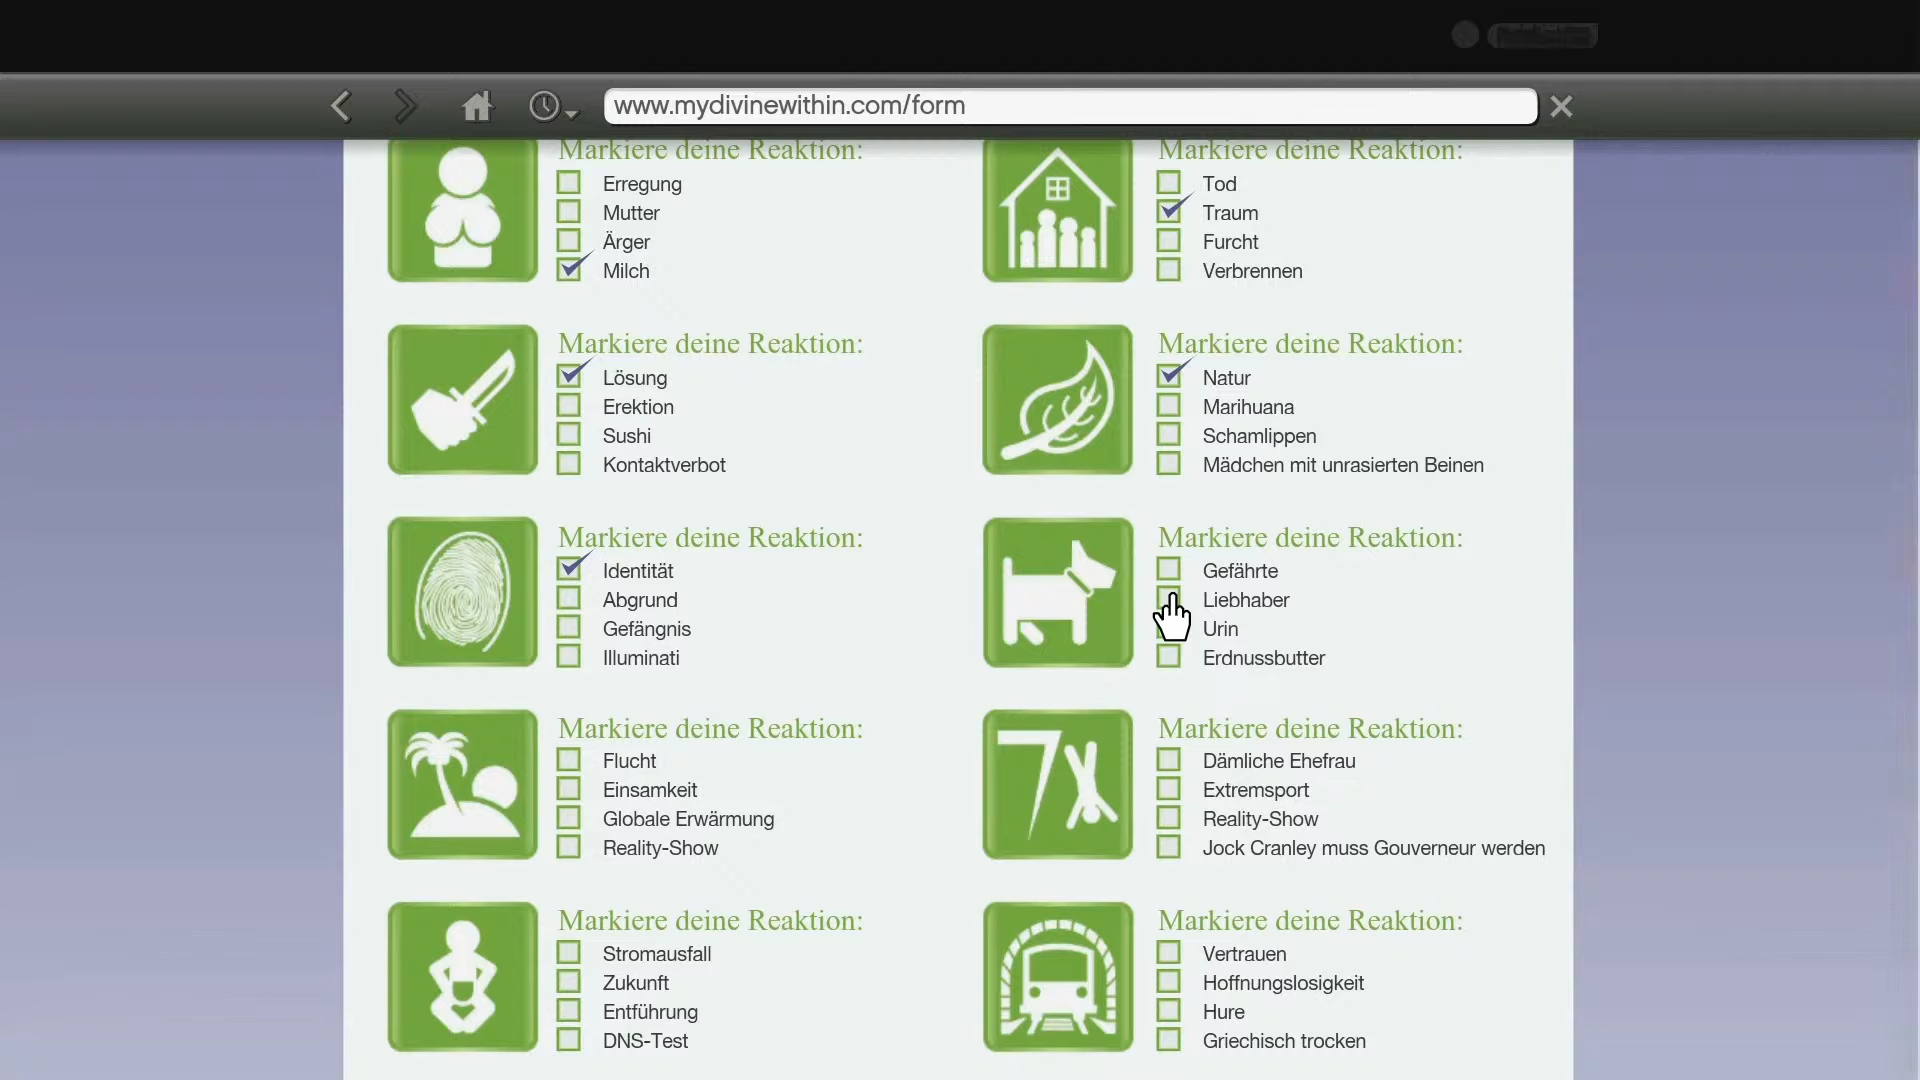 www.mydivinewithin.com/form
Markiere deine Reaktion:
Erregung
Mutter
Ärger
Milch
Markiere deine Reaktion:
Tod
Traum
Furcht
Verbrennen
Markiere deine Reaktion:
Lösung
Erektion
Sushi
Kontaktverbot
Markiere deine Reaktion:
Natur
Marihuana
Schamlippen
Mädchen mit unrasierten Beinen
Markiere deine Reaktion:
Identität
Abgrund
Gefängnis
Illuminati
Markiere deine Reaktion:
Gefährte
Liebhaber
Urin
Erdnussbutter
Markiere deine Reaktion:
Flucht
Einsamkeit
Globale Erwärmung
Reality-Show
7
Markiere deine Reaktion:
Dämliche Ehefrau
Extremsport
Reality-Show
Jock Cranley muss Gouverneur werden
Markiere deine Reaktion:
Stromausfall
Zukunft
Entführung
DNS-Test
Markiere deine Reaktion:
Vertrauen
Hoffnungslosigkeit
Hure
Griechisch trocken